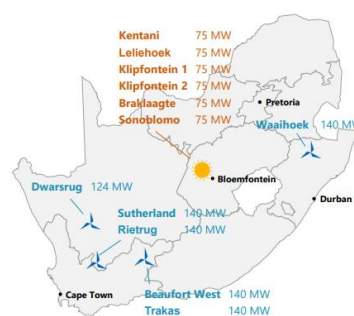 Kentani 75 MW
Leliehoek 75 MW
Klipfontein 1 75 MW
Klipfontein 2 75 MW
Braklaagte 75 MW
Sonoblomo 75 MW
Pretoria
Waaihoek 140 MW
Bloemfontein
Dwarsrug 124 MW
Durban
Sutherland 140 MW
Rietrug 140 MW
Cape Town
Beaufort West 140 MW
Trakas 140 MW